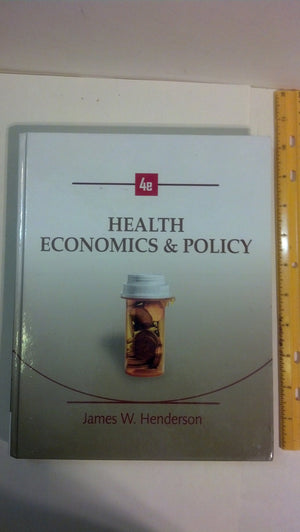 4e
HEALTH
ECONOMICS & POLICY
James W. Henderson